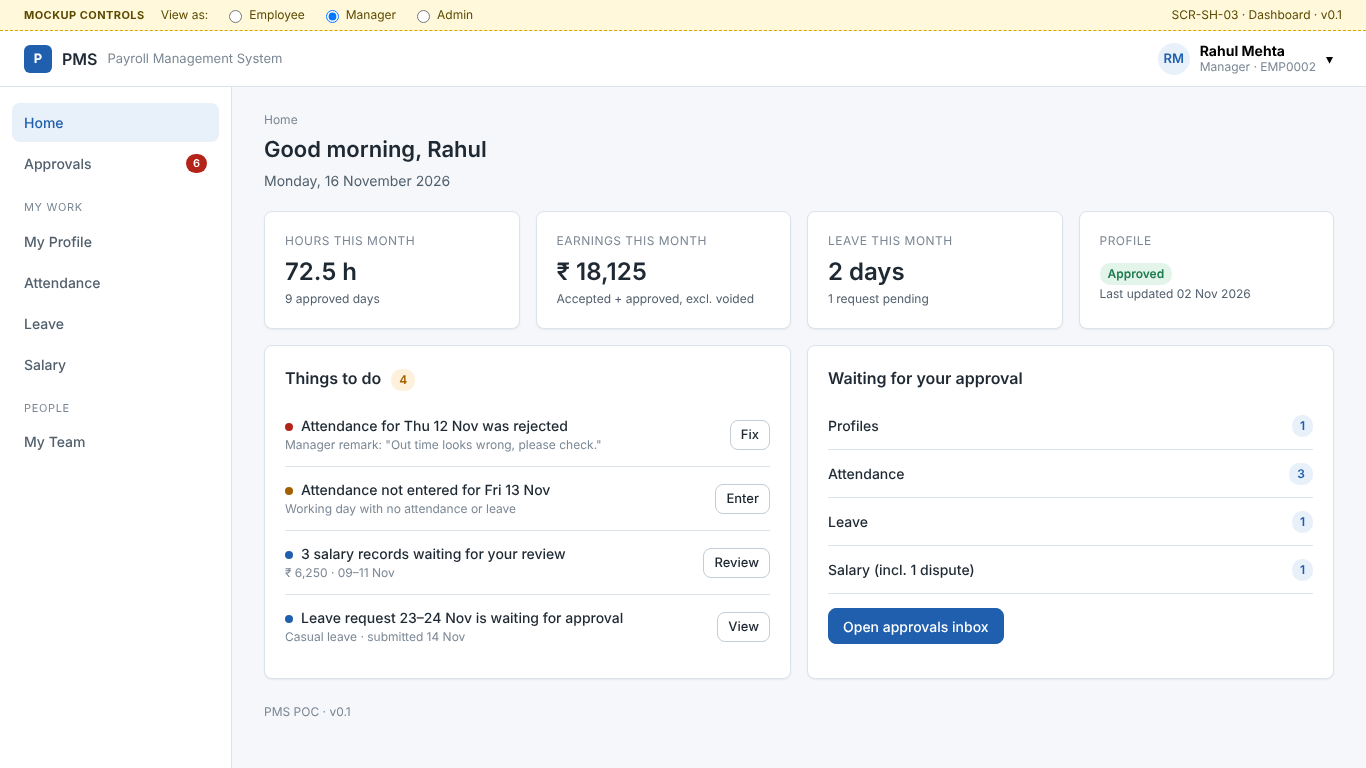 MOCKUP CONTROLS View as: Employee Manager Admin SCR-SH-03 · Dashboard · v0.1
P PMS Payroll Management System
RM Rahul Mehta ▼
Manager · EMP0002
Home
Approvals 6
MY WORK
My Profile
Attendance
Leave
Salary
PEOPLE
My Team
Home
Good morning, Rahul
Monday, 16 November 2026
HOURS THIS MONTH
72.5 h
9 approved days
EARNINGS THIS MONTH
₹ 18,125
Accepted + approved, excl. voided
LEAVE THIS MONTH
2 days
1 request pending
PROFILE
Approved
Last updated 02 Nov 2026
Things to do 4
Attendance for Thu 12 Nov was rejected
Manager remark: "Out time looks wrong, please check."
Fix
Attendance not entered for Fri 13 Nov
Working day with no attendance or leave
Enter
3 salary records waiting for your review
₹ 6,250 · 09–11 Nov
Review
Leave request 23–24 Nov is waiting for approval
Casual leave · submitted 14 Nov
View
Waiting for your approval
Profiles 1
Attendance 3
Leave 1
Salary (incl. 1 dispute) 1
Open approvals inbox
PMS POC · v0.1